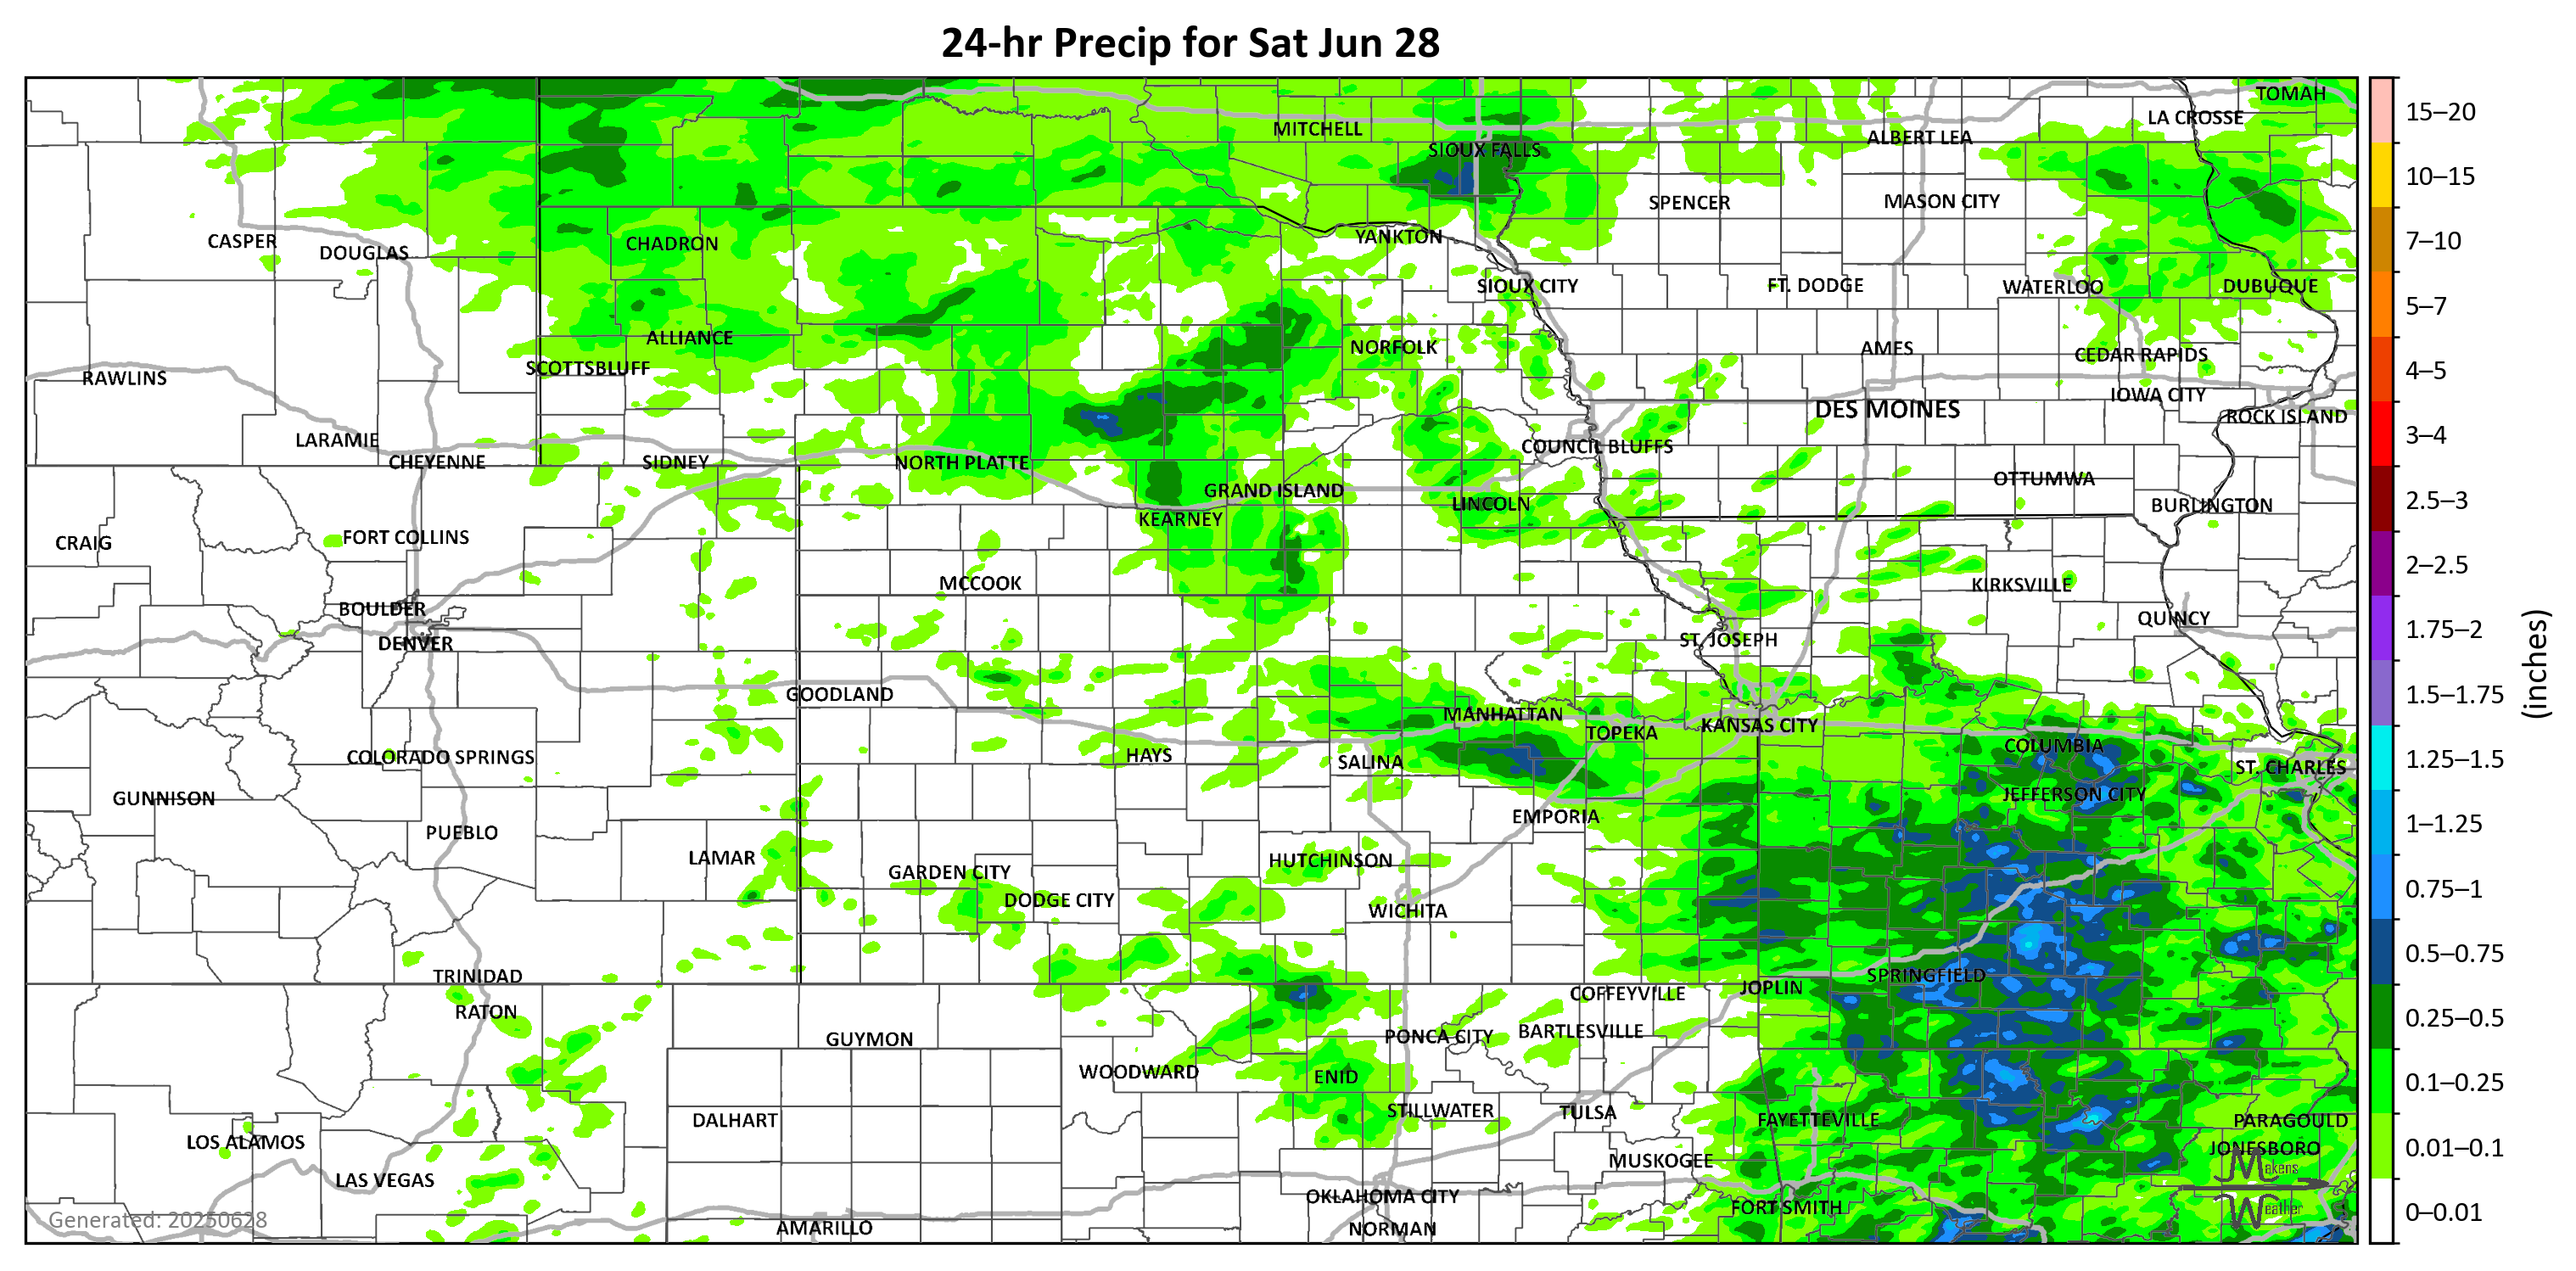 24-hr Precip for Sat Jun 28
TOMAH
LA CROSSE
15–20
MITCHELL
ALBERT LEA
SIOUX FALLS
10–15
SPENCER
MASON CITY
CASPER
DOUGLAS
CHADRON
YANKTON
7–10
SIOUX CITY
FT. DODGE
WATERLOO
DUBUQUE
5–7
ALLIANCE
NORFOLK
AMES
CEDAR RAPIDS
SCOTTSBLUFF
RAWLINS
4–5
IOWA CITY
DES MOINES
ROCK ISLAND
LARAMIE
COUNCIL BLUFFS
3–4
CHEYENNE
SIDNEY
NORTH PLATTE
OTTUMWA
GRAND ISLAND
LINCOLN
BURLINGTON
2.5–3
KEARNEY
FORT COLLINS
CRAIG
2–2.5
MCCOOK
KIRKSVILLE
BOULDER
QUINCY
1.75–2
DENVER
ST. JOSEPH
(inches)
GOODLAND
1.5–1.75
MANHATTAN
TOPEKA
KANSAS CITY
COLUMBIA
COLORADO SPRINGS
HAYS
SALINA
ST. CHARLES
1.25–1.5
GUNNISON
JEFFERSON CITY
EMPORIA
1–1.25
PUEBLO
LAMAR
HUTCHINSON
GARDEN CITY
0.75–1
DODGE CITY
WICHITA
0.5–0.75
TRINIDAD
SPRINGFIELD
JOPLIN
COFFEYVILLE
RATON
0.25–0.5
GUYMON
PONCA CITY
BARTLESVILLE
WOODWARD
ENID
0.1–0.25
STILLWATER
TULSA
DALHART
FAYETTEVILLE
PARAGOULD
LOS ALAMOS
JONESBORO
0.01–0.1
MUSKOGEE
Makens
LAS VEGAS
OKLAHOMA CITY
FORT SMITH
Weather
0–0.01
Generated: 20250628
AMARILLO
NORMAN